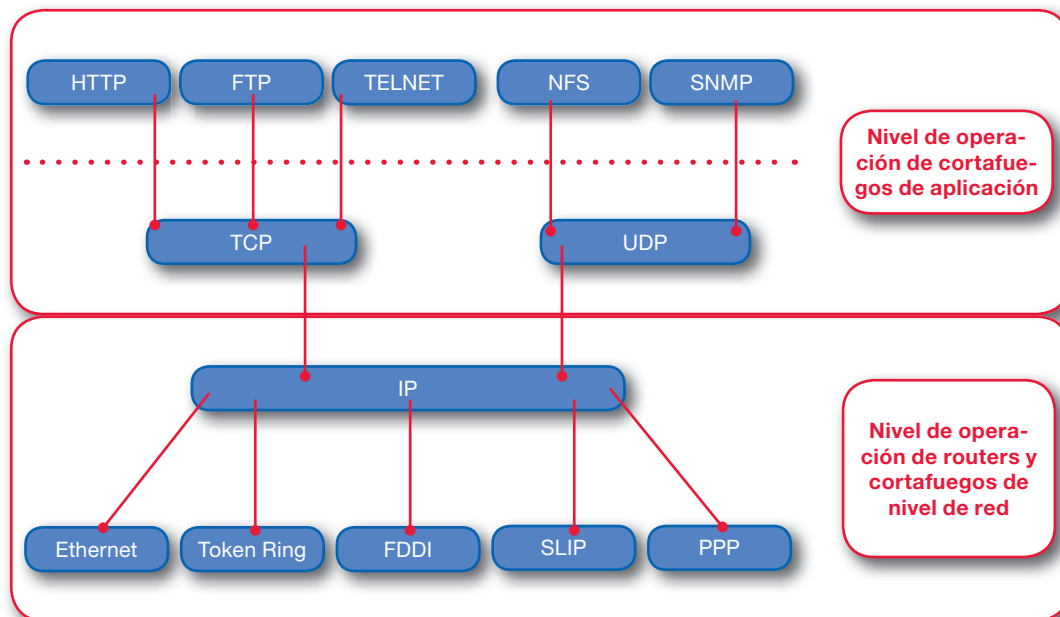 HTTP
FTP
TELNET
NFS
SNMP
Nivel de opera-
ción de cortafue-
gos de aplicación
TCP
UDP
IP
Nivel de opera-
ción de routers y
cortafuegos de
nivel de red
Ethernet
Token Ring
FDDI
SLIP
PPP